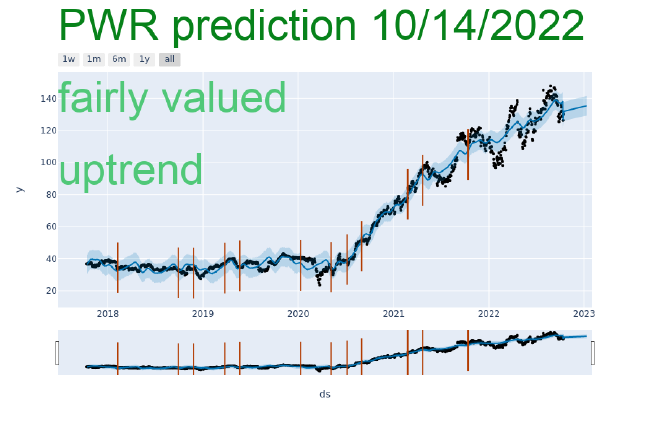 PWR prediction 10/14/2022
1w 1m 6m 1y all
fairly valued
uptrend
140
120
100
80
60
40
20
y
2018 2019 2020 2021 2022 2023
ds